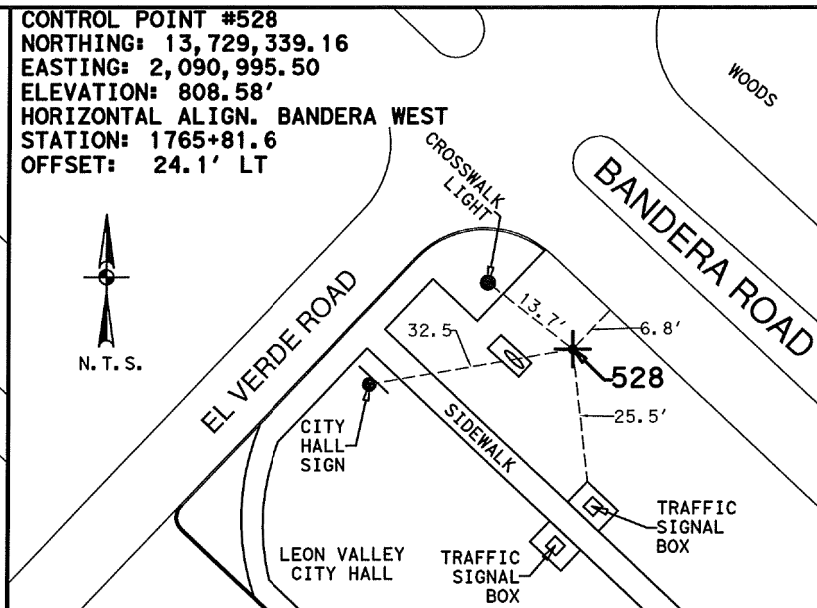 CONTROL POINT #528
NORTHING: 13,729,339.16
EASTING: 2,090,995.50
ELEVATION: 808.58'
HORIZONTAL ALIGN. BANDERA WEST
STATION: 1765+81.6
OFFSET: 24.1' LT
WOODS
CROSSWALK
LIGHT
BANDERA ROAD
EL VERDE ROAD
N.T.S.
13.7'
6.8'
32.5
528
25.5'
CITY
HALL
SIGN
SIDEWALK
TRAFFIC
SIGNAL
BOX
LEON VALLEY
CITY HALL
TRAFFIC
SIGNAL
BOX